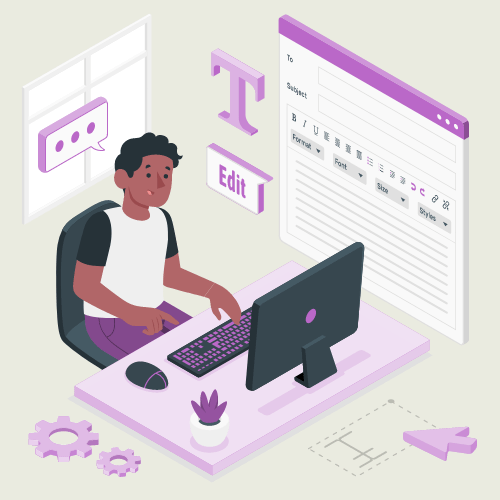 T
To
Subject
B I U
Format
Font
Size
Styles
Edit
H